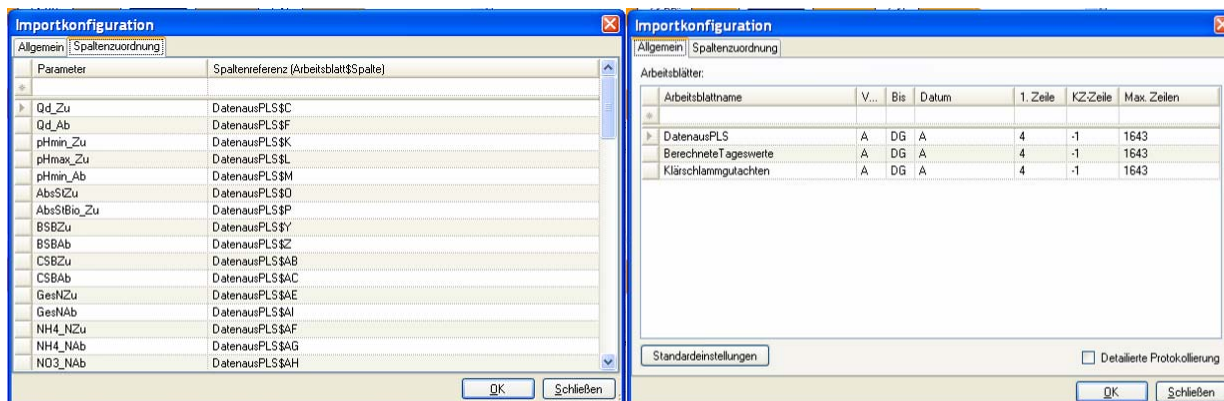 Importkonfiguration
Allgemein Spaltenzuordnung
Parameter Spaltenreferenz (Arbeitsblatt$Spalte)
Qd_Zu DatenausPLS$C
Qd_Ab DatenausPLS$F
pHmin_Zu DatenausPLS$K
pHmax_Zu DatenausPLS$L
pHmin_Ab DatenausPLS$M
AbsStZu DatenausPLS$O
AbsStBio_Zu DatenausPLS$P
BSBZu DatenausPLS$Y
BSBAb DatenausPLS$Z
CSBZu DatenausPLS$AB
CSBAb DatenausPLS$AC
GesNZu DatenausPLS$AE
GesNAb DatenausPLS$AI
NH4_NZu DatenausPLS$AF
NH4_NAb DatenausPLS$AG
NO3_NAb DatenausPLS$AH
OK Schließen
Importkonfiguration
Allgemein Spaltenzuordnung
Arbeitsblätter:
Arbeitsblattname V... Bis Datum 1. Zeile KZ-Zeile Max. Zeilen
DatenausPLS A DG A 4 -1 1643
BerechneteTageswerte A DG A 4 -1 1643
Klärschlammgutachten A DG A 4 -1 1643
Standardeinstellungen Detailierte Protokollierung
OK Schließen